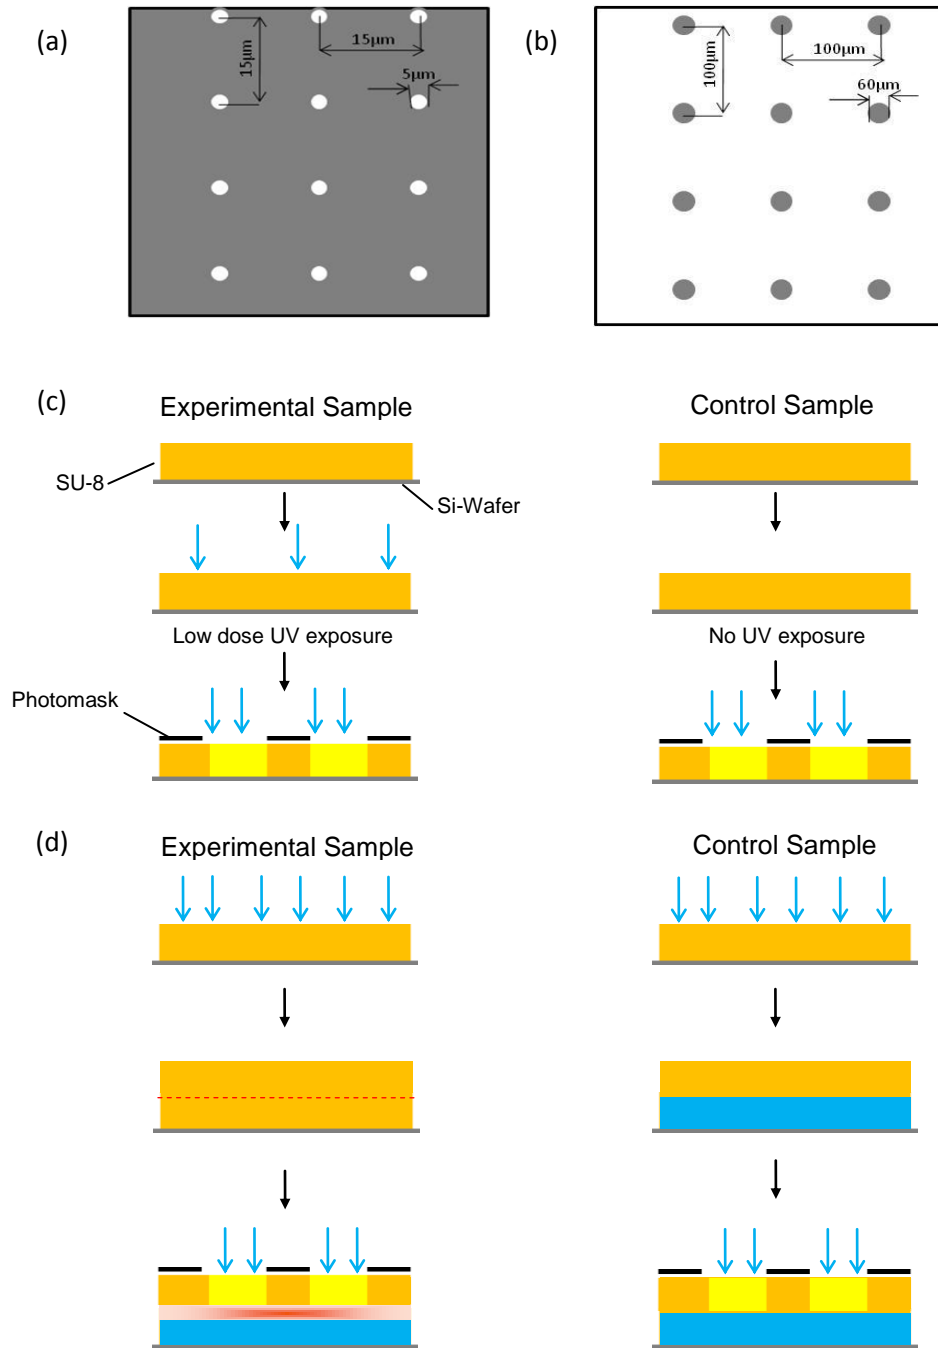 (a)
15µm
15µm
5µm
(b)
100µm
100µm
60µm
(c)
Experimental Sample
Control Sample
SU-8
Si-Wafer
Low dose UV exposure
No UV exposure
Photomask
(d)
Experimental Sample
Control Sample